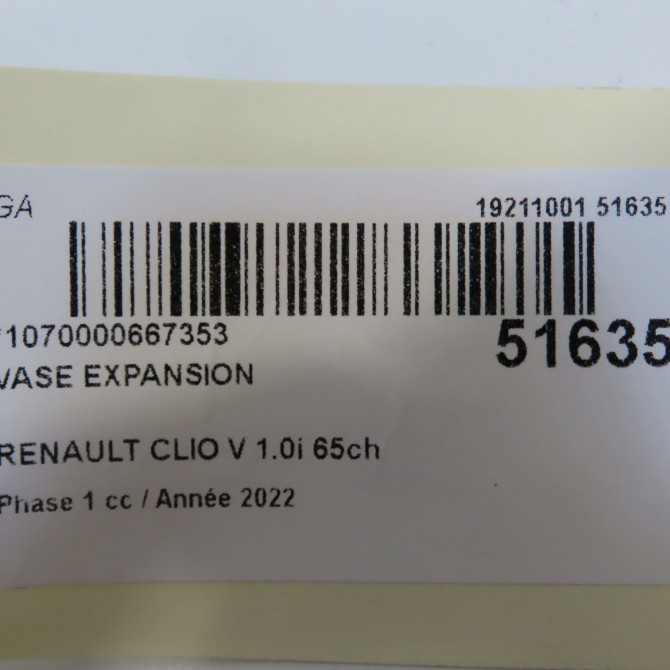 GA
19211001 51635
*1070000667353
51635
VASE EXPANSION
RENAULT CLIO V 1.0i 65ch
Phase 1 cc / Année 2022